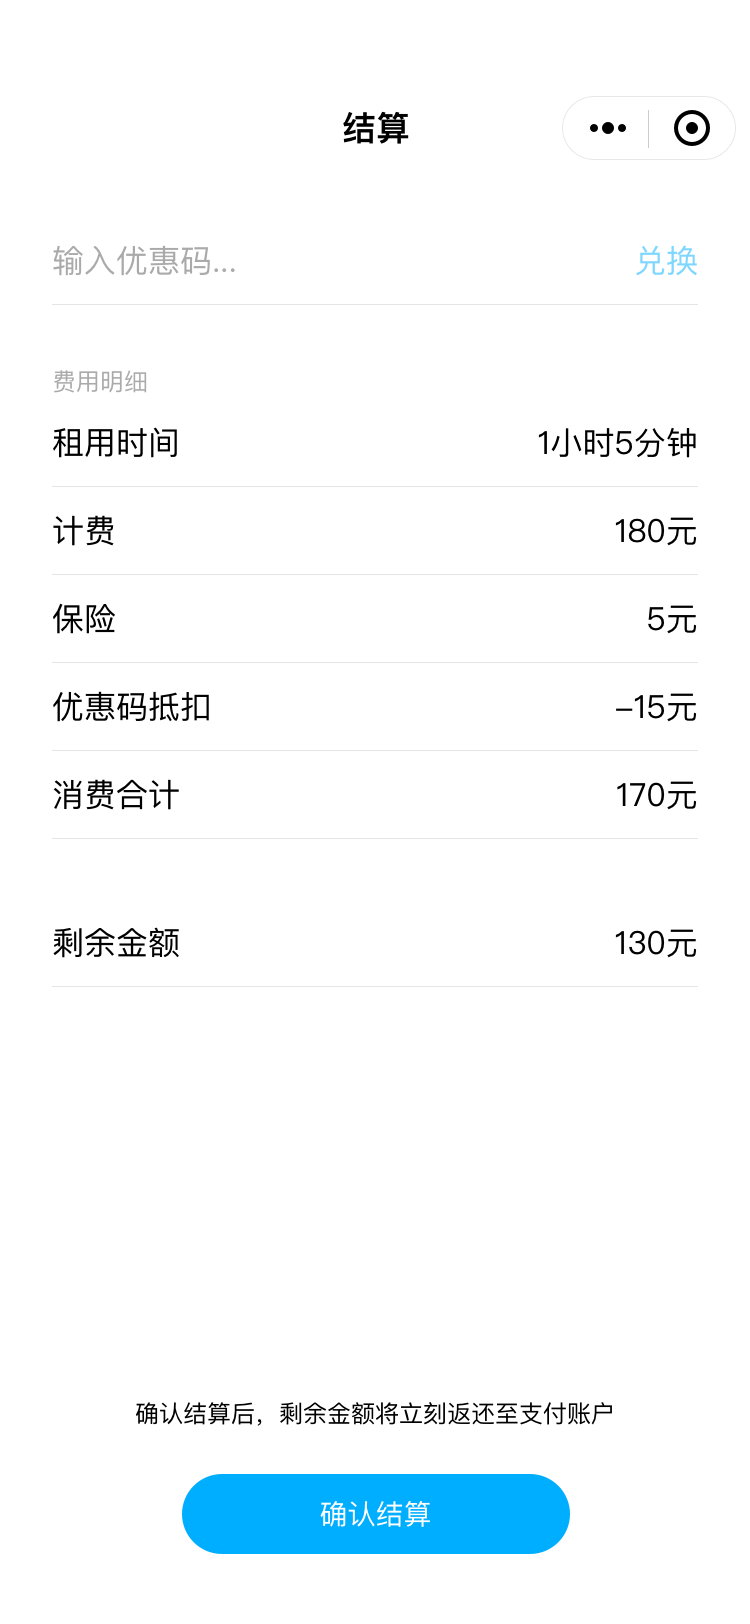 结算
输入优惠码... 兑换
费用明细
租用时间 1小时5分钟
计费 180元
保险 5元
优惠码抵扣 –15元
消费合计 170元
剩余金额 130元
确认结算后，剩余金额将立刻返还至支付账户
确认结算